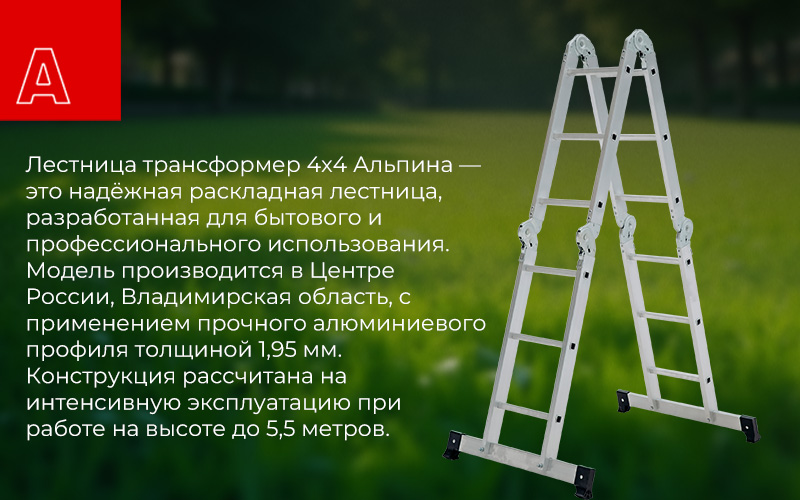 А
Лестница трансформер 4х4 Альпина —
это надёжная раскладная лестница,
разработанная для бытового и
профессионального использования.
Модель производится в Центре
России, Владимирская область, с
применением прочного алюминиевого
профиля толщиной 1,95 мм.
Конструкция рассчитана на
интенсивную эксплуатацию при
работе на высоте до 5,5 метров.